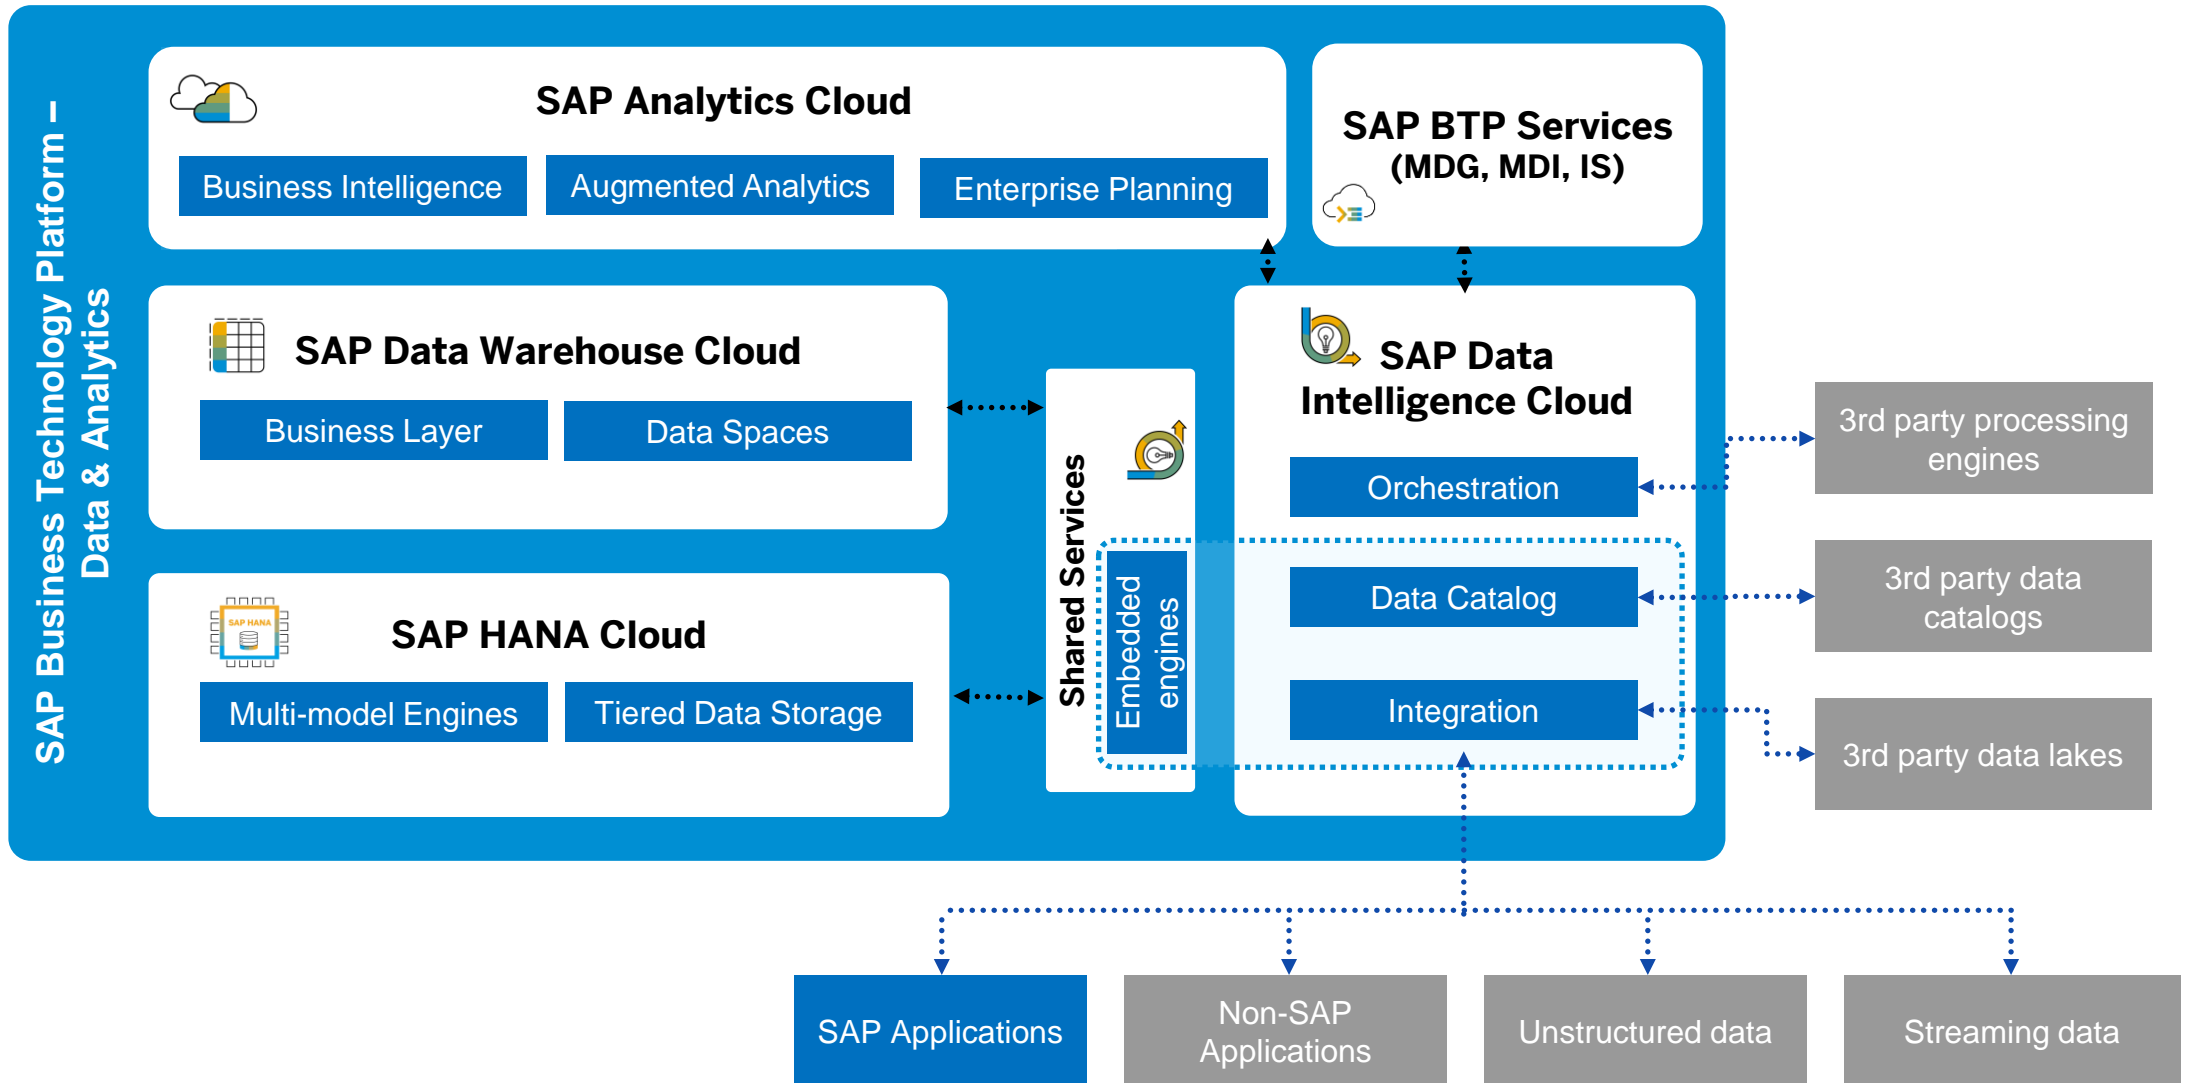 SAP Business Technology Platform –
Data & Analytics
SAP Analytics Cloud
Business Intelligence
Augmented Analytics
Enterprise Planning
SAP BTP Services
(MDG, MDI, IS)
SAP Data Warehouse Cloud
Business Layer
Data Spaces
SAP HANA
SAP HANA Cloud
Multi-model Engines
Tiered Data Storage
Shared Services
Embedded
engines
SAP Data
Intelligence Cloud
Orchestration
Data Catalog
Integration
3rd party processing
engines
3rd party data
catalogs
3rd party data lakes
SAP Applications
Non-SAP
Applications
Unstructured data
Streaming data